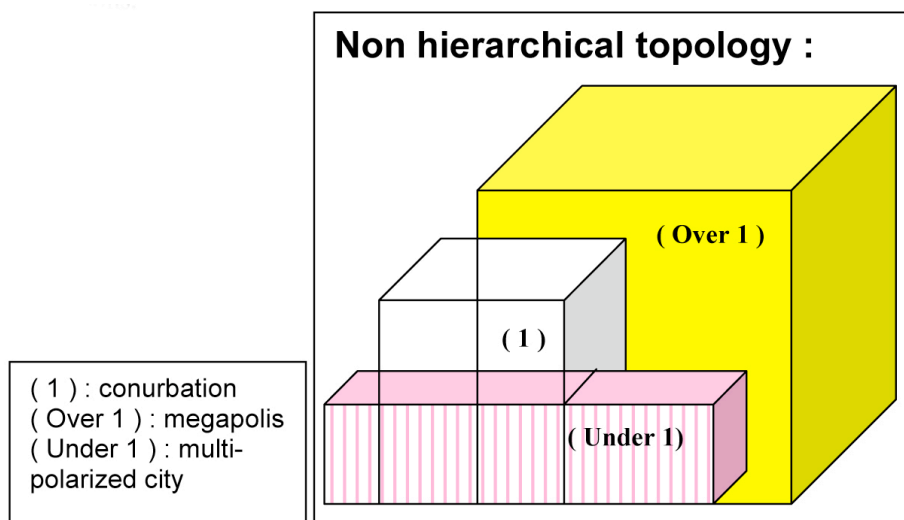 Non hierarchical topology :
( Over 1 )
( 1 )
( Under 1)
( 1 ) : conurbation
( Over 1 ) : megapolis
( Under 1 ) : multi-
polarized city